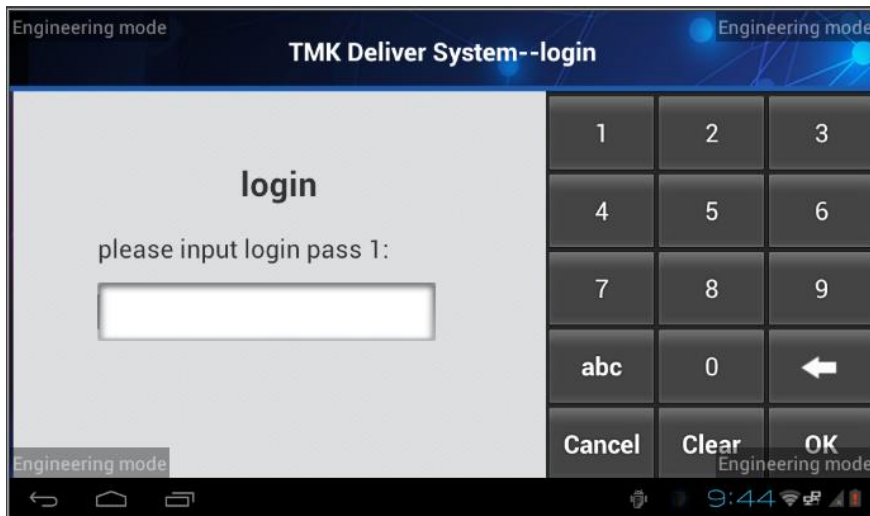 Engineering mode
Engineering mode
TMK Deliver System--login
login
please input login pass 1:
1 2 3
4 5 6
7 8 9
abc 0
Cancel Clear OK
Engineering mode
Engineering mode
9:44